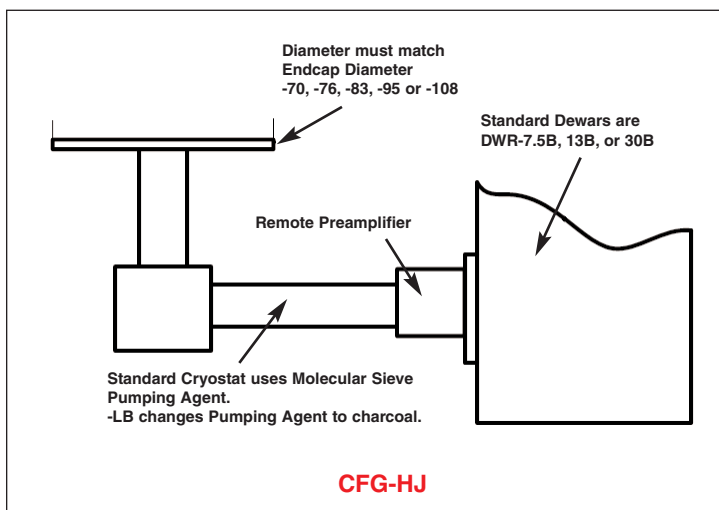 Diameter must match
Endcap Diameter
-70, -76, -83, -95 or -108
Standard Dewars are
DWR-7.5B, 13B, or 30B
Remote Preamplifier
Standard Cryostat uses Molecular Sieve
Pumping Agent.
-LB changes Pumping Agent to charcoal.
CFG-HJ